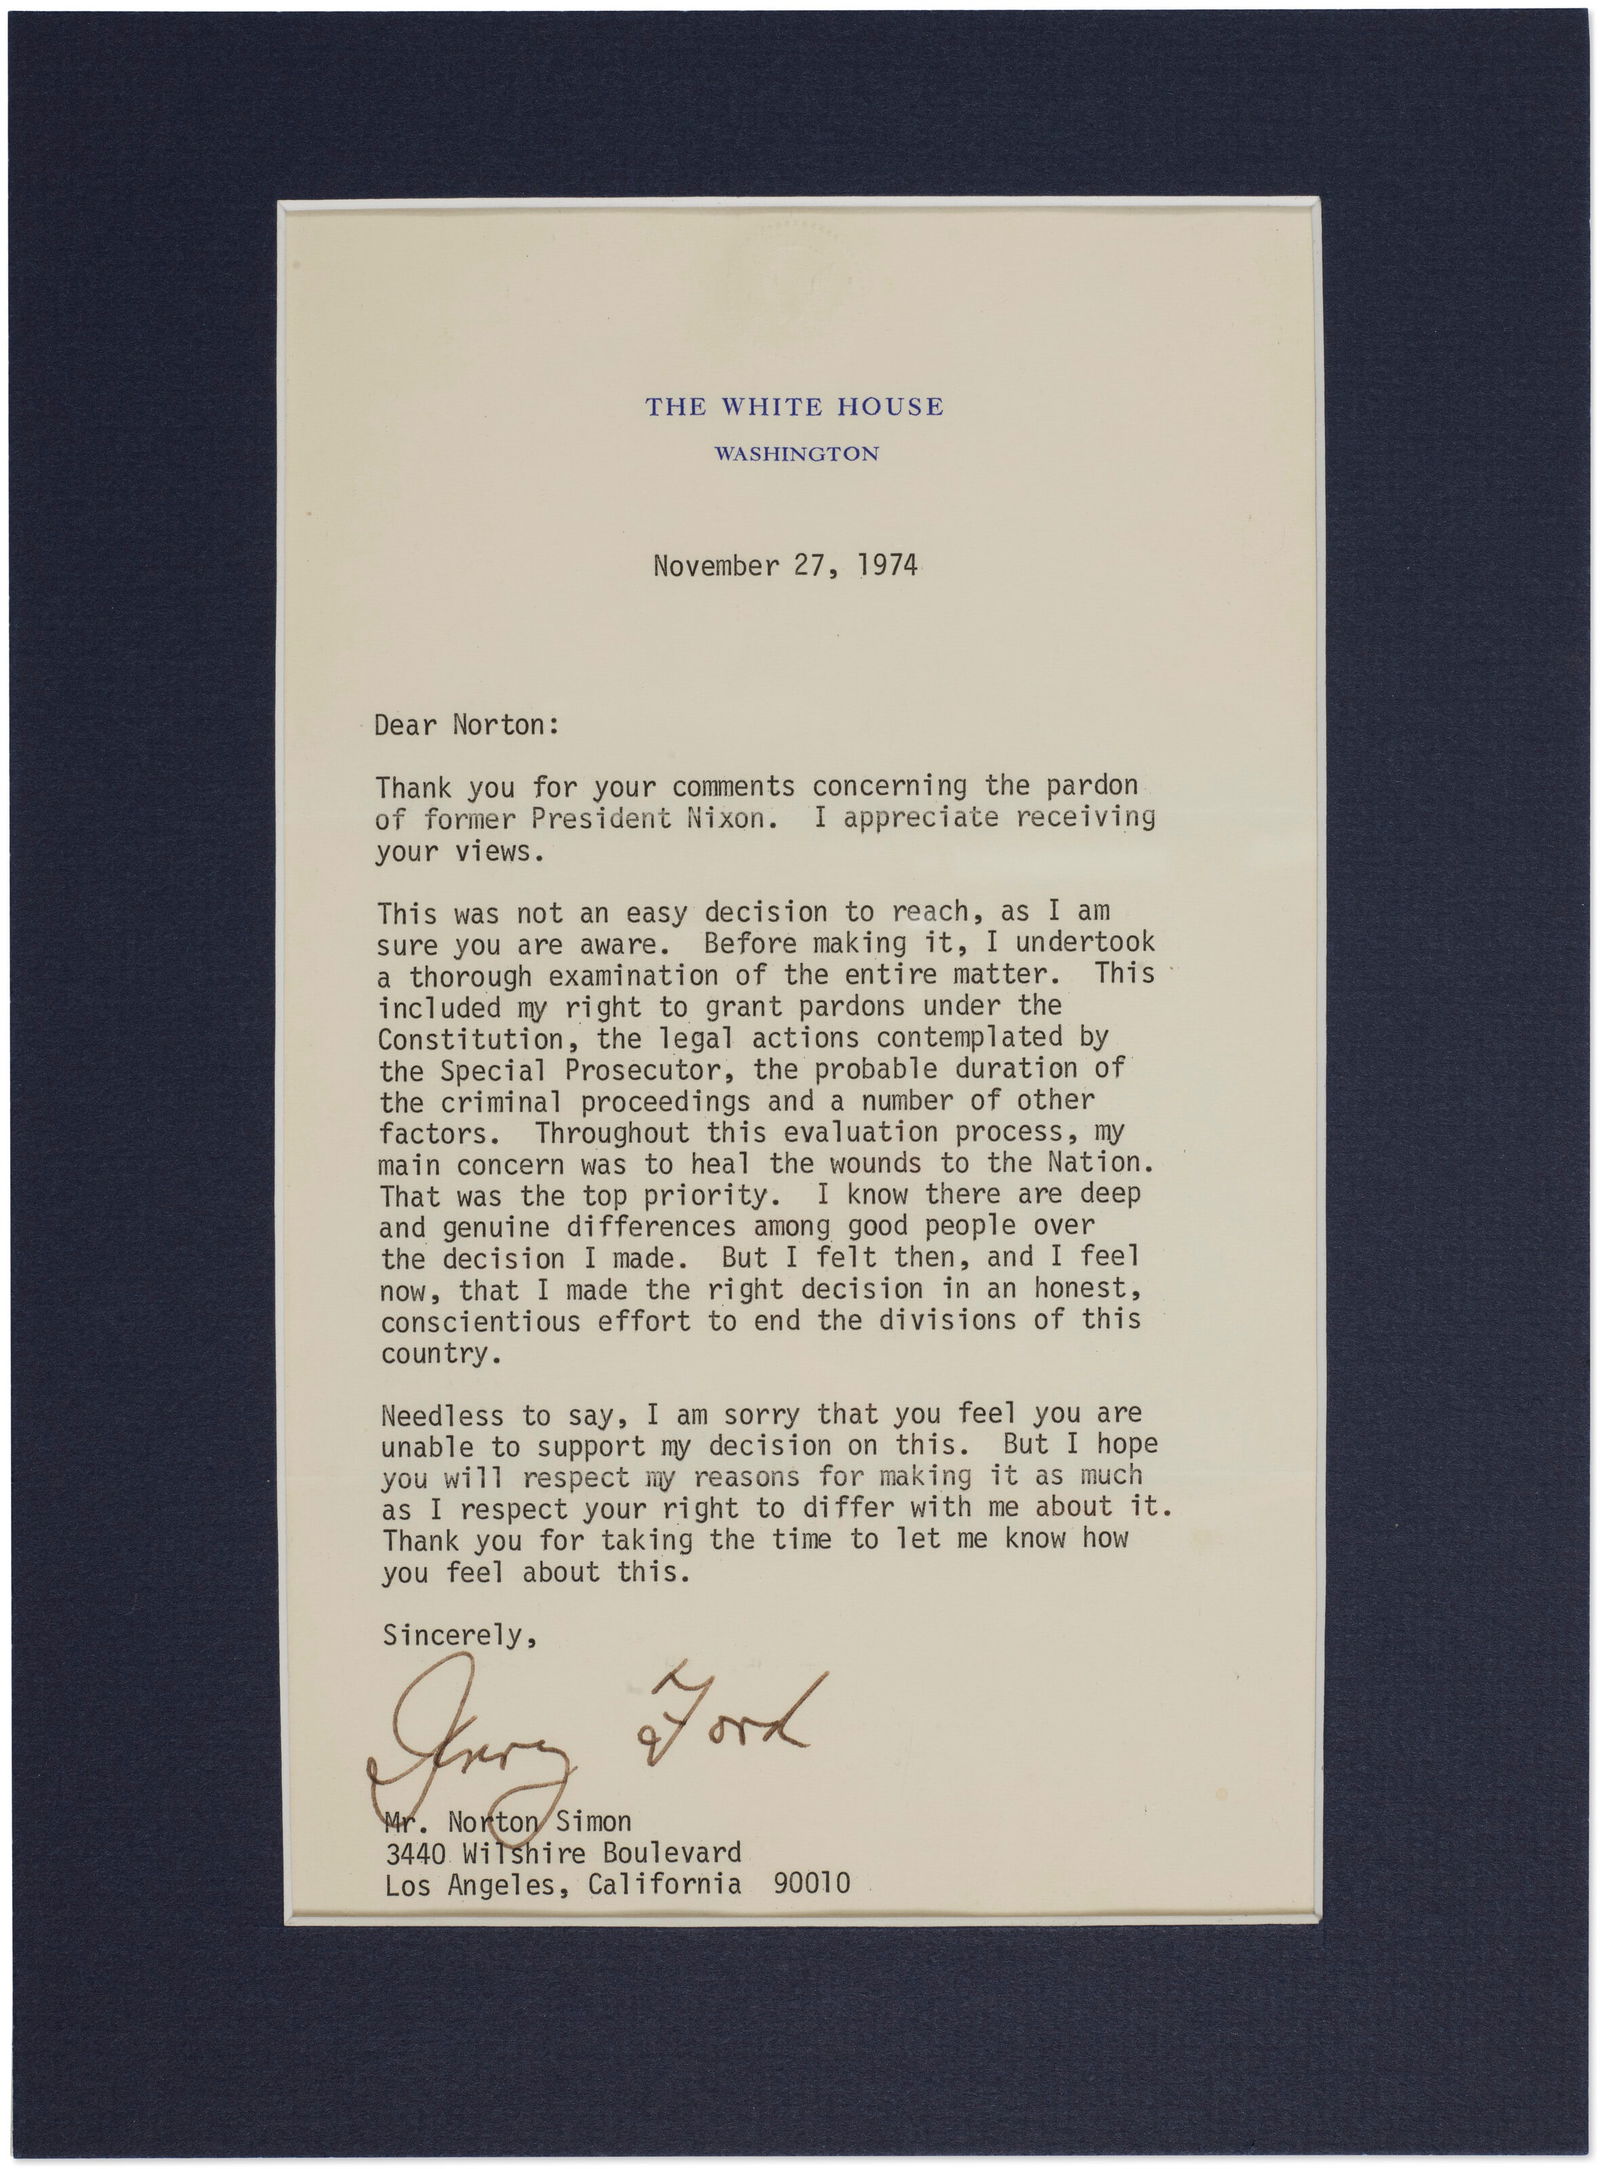 THE WHITE HOUSE
WASHINGTON
November 27, 1974
Dear Norton:
Thank you for your comments concerning the pardon
of former President Nixon.  I appreciate receiving
your views.
This was not an easy decision to reach, as I am
sure you are aware.  Before making it, I undertook
a thorough examination of the entire matter.  This
included my right to grant pardons under the
Constitution, the legal actions contemplated by
the Special Prosecutor, the probable duration of
the criminal proceedings and a number of other
factors.  Throughout this evaluation process, my
main concern was to heal the wounds to the Nation.
That was the top priority.  I know there are deep
and genuine differences among good people over
the decision I made.  But I felt then, and I feel
now, that I made the right decision in an honest,
conscientious effort to end the divisions of this
country.
Needless to say, I am sorry that you feel you are
unable to support my decision on this.  But I hope
you will respect my reasons for making it as much
as I respect your right to differ with me about it.
Thank you for taking the time to let me know how
you feel about this.
Sincerely,
Jerry Ford
Mr. Norton Simon
3440 Wilshire Boulevard
Los Angeles, California  90010